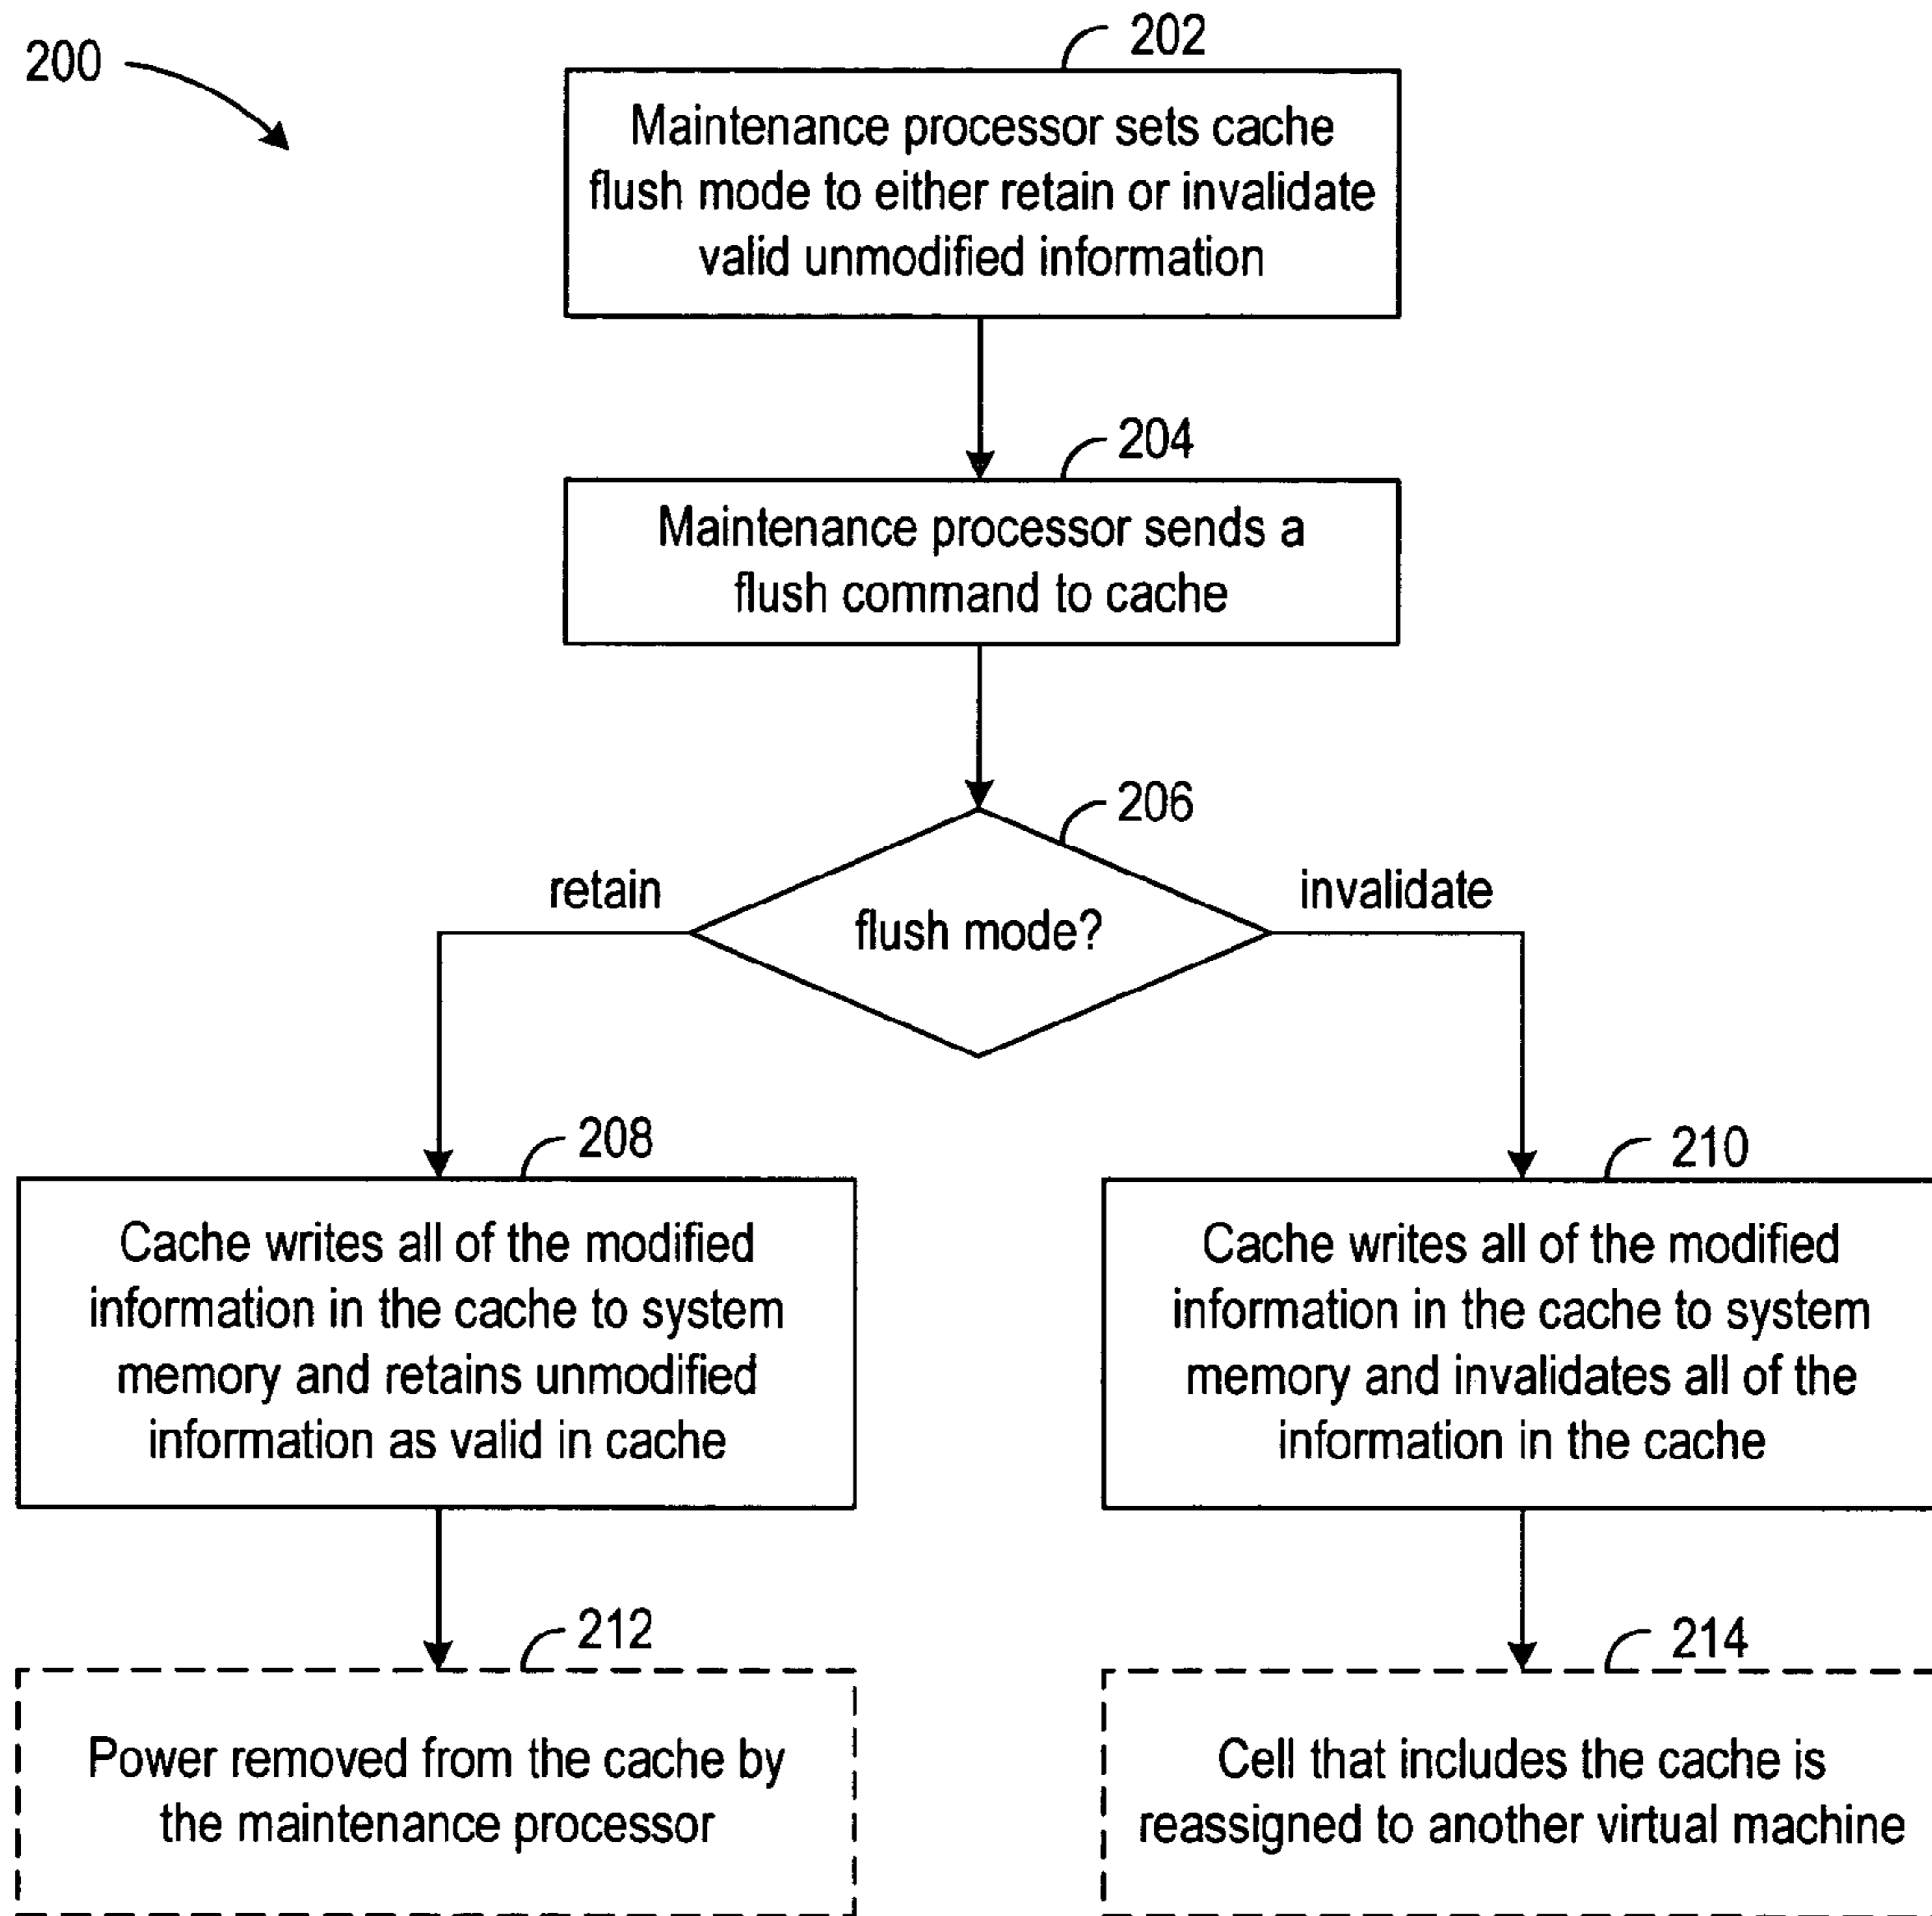 200
202
Maintenance processor sets cache
flush mode to either retain or invalidate
valid unmodified information
204
Maintenance processor sends a
flush command to cache
206
flush mode?
retain
invalidate
208
Cache writes all of the modified
information in the cache to system
memory and retains unmodified
information as valid in cache
210
Cache writes all of the modified
information in the cache to system
memory and invalidates all of the
information in the cache
212
Power removed from the cache by
the maintenance processor
214
Cell that includes the cache is
reassigned to another virtual machine